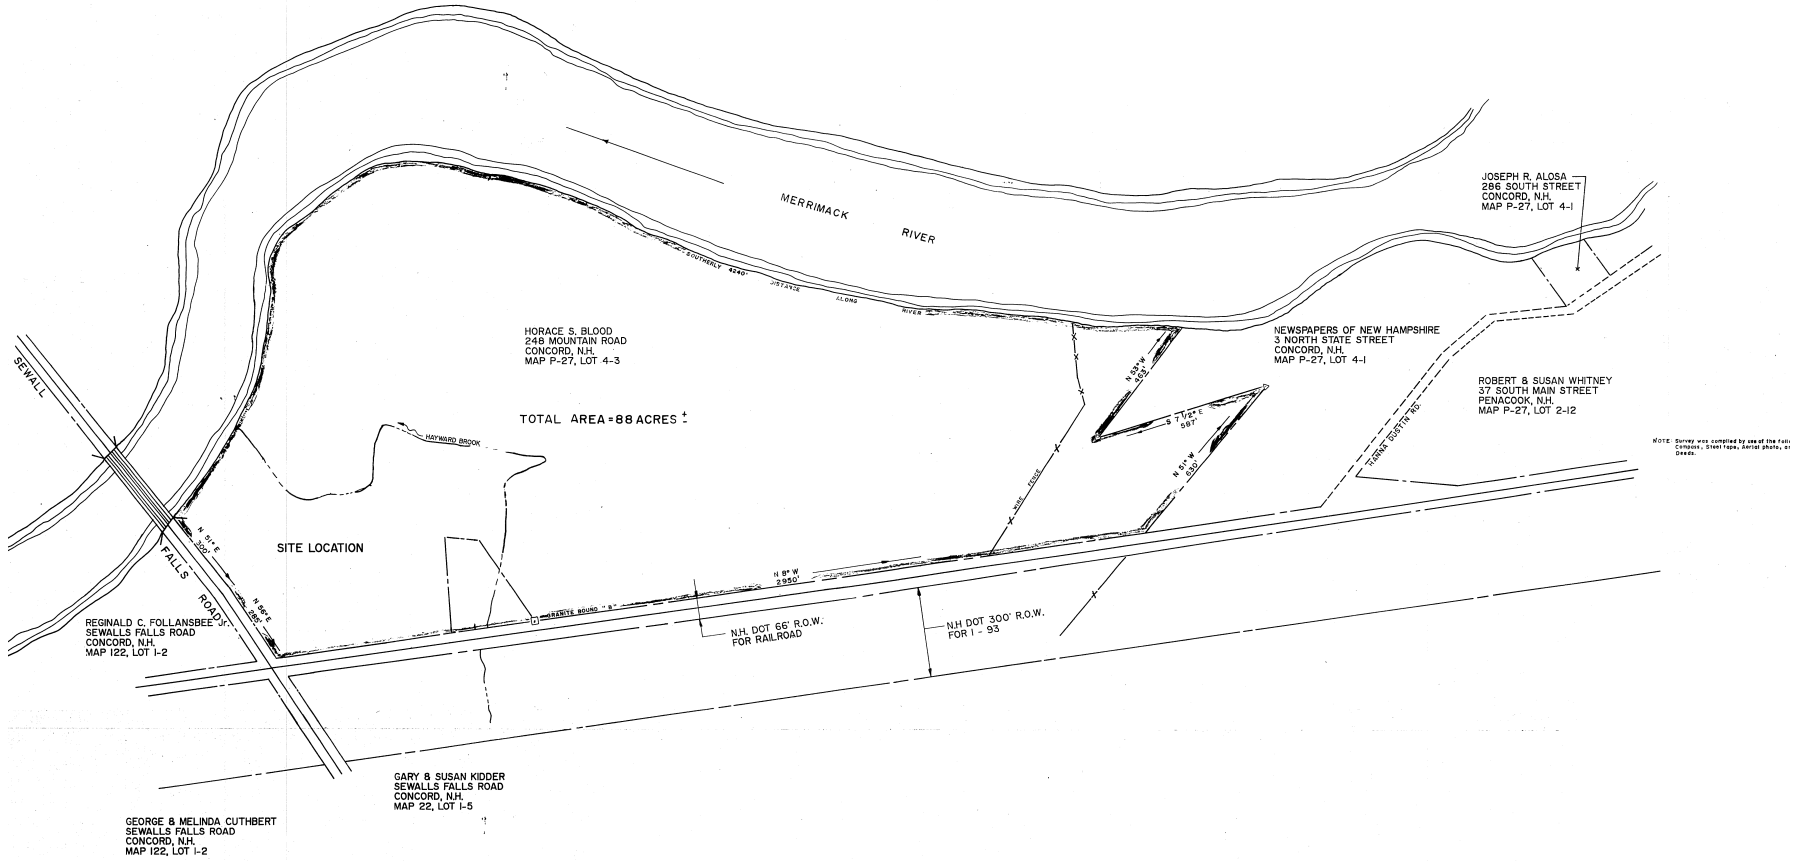 JOSEPH R. ALOSA
286 SOUTH STREET
CONCORD, N.H.
MAP P-27, LOT 4-1
MERRIMACK
RIVER
SOUTHERLY 4240'
DISTANCE
ALONG
RIVER
HORACE S. BLOOD
248 MOUNTAIN ROAD
CONCORD, N.H.
MAP P-27, LOT 4-3
TOTAL AREA = 88 ACRES ±
NEWSPAPERS OF NEW HAMPSHIRE
3 NORTH STATE STREET
CONCORD, N.H.
MAP P-27, LOT 4-1
N 53° W
463'
S 7 1/2° E
587'
N 51° W
630'
ROBERT & SUSAN WHITNEY
37 SOUTH MAIN STREET
PENACOOK, N.H.
MAP P-27, LOT 2-12
HANNA DUSTIN RD.
NOTE: Survey was compiled by use of the
Compass, Steel tape, Aerial photo,
Deeds.
SEWALL
FALLS
ROAD
HAYWARD BROOK
WIRE FENCE
SITE LOCATION
N 51° E
300'
N 56° E
285'
N 8° W
2950'
GRANITE BOUND "B"
N.H. DOT 66' R.O.W.
FOR RAILROAD
N.H DOT 300' R.O.W.
FOR I - 93
REGINALD C. FOLLANSBEE Jr.
SEWALLS FALLS ROAD
CONCORD, N.H.
MAP 122, LOT 1-2
GARY & SUSAN KIDDER
SEWALLS FALLS ROAD
CONCORD, N.H.
MAP 22, LOT 1-5
GEORGE & MELINDA CUTHBERT
SEWALLS FALLS ROAD
CONCORD, N.H.
MAP 122, LOT 1-2